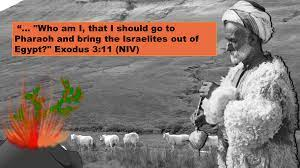 “... "Who am I, that I should go to
Pharaoh and bring the Israelites out of
Egypt?" Exodus 3:11 (NIV)